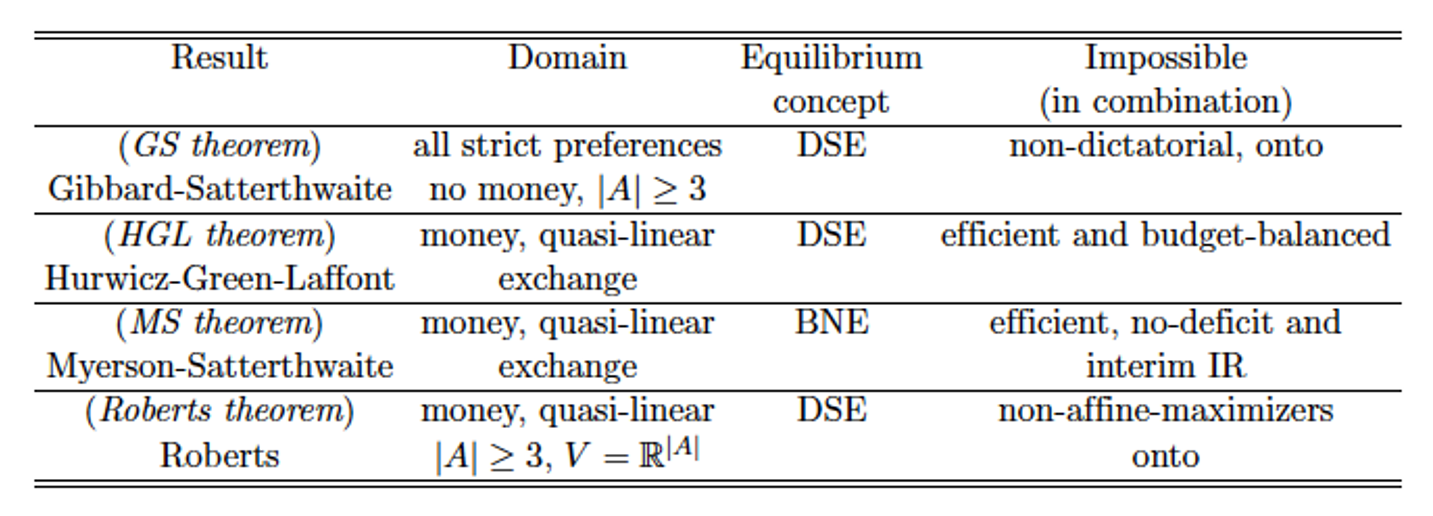 Result Domain Equilibrium Impossible
concept (in combination)
(GS theorem) all strict preferences DSE non-dictatorial, onto
Gibbard-Satterthwaite no money, |A| ≥ 3
(HGL theorem) money, quasi-linear DSE efficient and budget-balanced
Hurwicz-Green-Laffont exchange
(MS theorem) money, quasi-linear BNE efficient, no-deficit and
Myerson-Satterthwaite exchange interim IR
(Roberts theorem) money, quasi-linear DSE non-affine-maximizers
Roberts |A| ≥ 3, V = ℝ^{|A|} onto